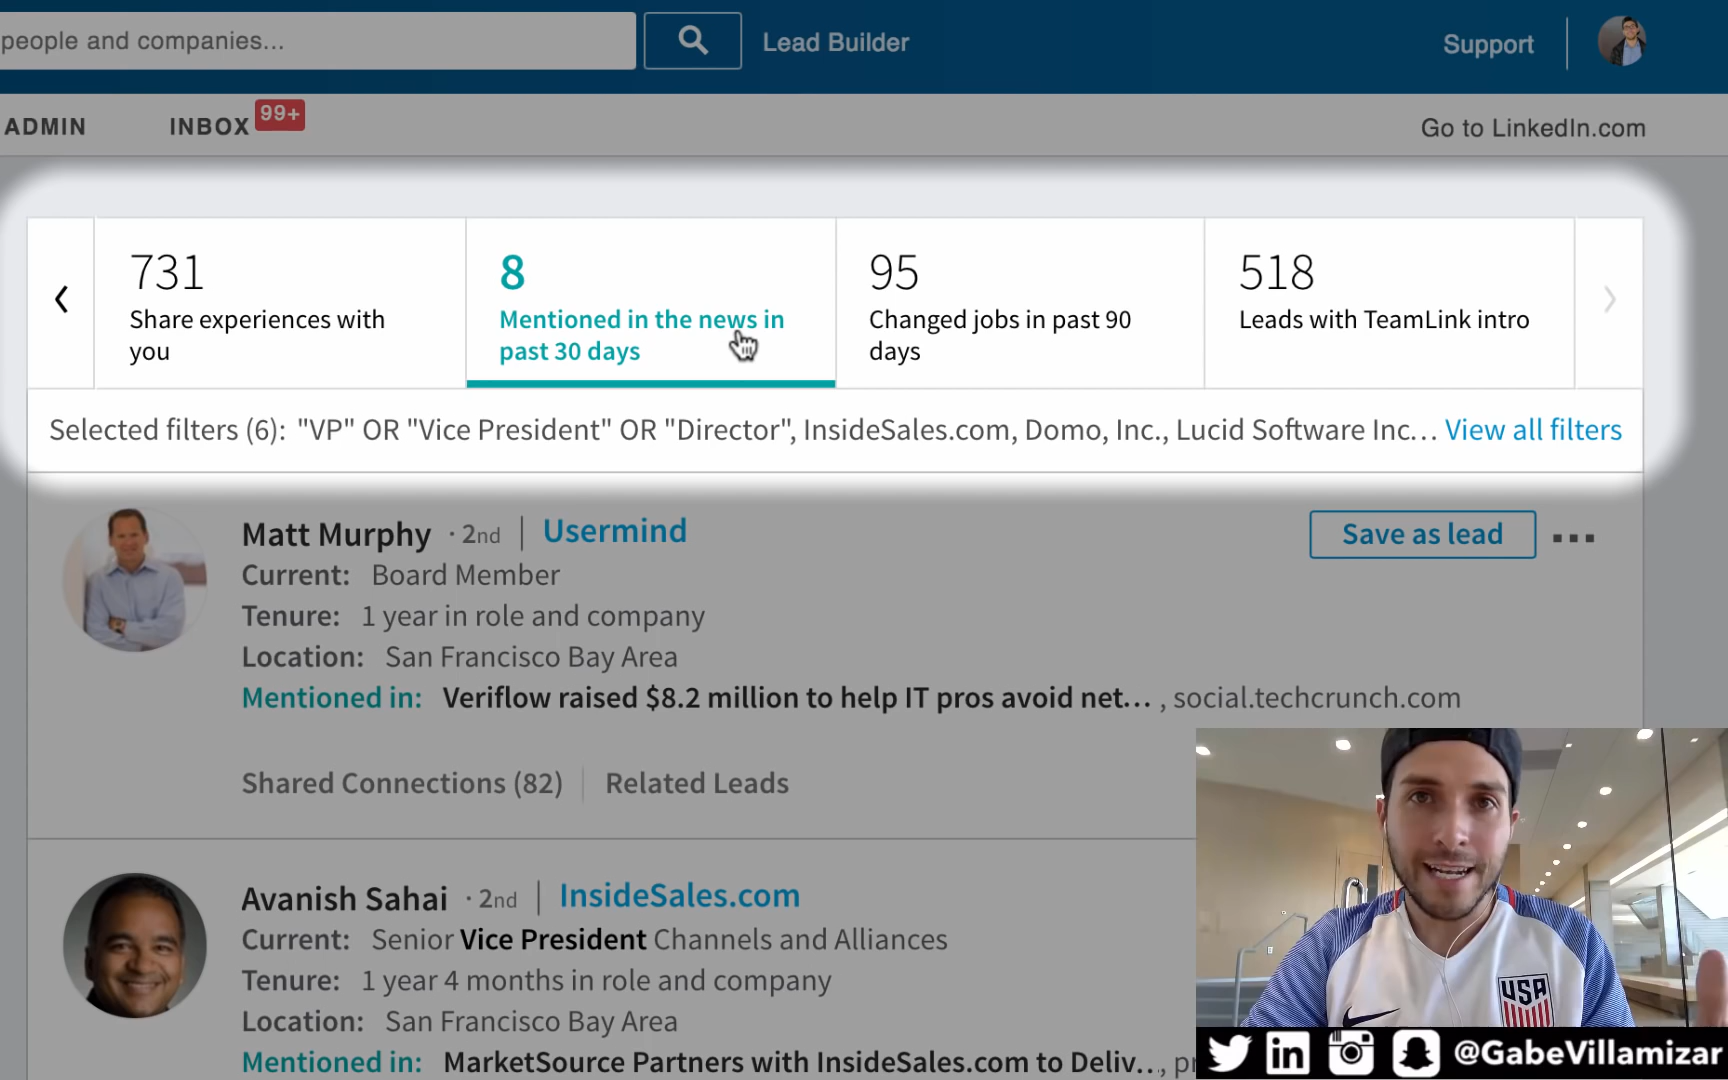 people and companies...
Lead Builder
Support
ADMIN
INBOX
99+
Go to LinkedIn.com
731
Share experiences with
you
8
Mentioned in the news in
past 30 days
95
Changed jobs in past 90
days
518
Leads with TeamLink intro
Selected filters (6): "VP" OR "Vice President" OR "Director", InsideSales.com, Domo, Inc., Lucid Software Inc... View all filters
Matt Murphy · 2nd | Usermind
Save as lead
Current: Board Member
Tenure: 1 year in role and company
Location: San Francisco Bay Area
Mentioned in: Veriflow raised $8.2 million to help IT pros avoid net... , social.techcrunch.com
Shared Connections (82) | Related Leads
Avanish Sahai · 2nd | InsideSales.com
Current: Senior Vice President Channels and Alliances
Tenure: 1 year 4 months in role and company
Location: San Francisco Bay Area
Mentioned in: MarketSource Partners with InsideSales.com to Deliv..., pr
USA
in
@GabeVillamizar